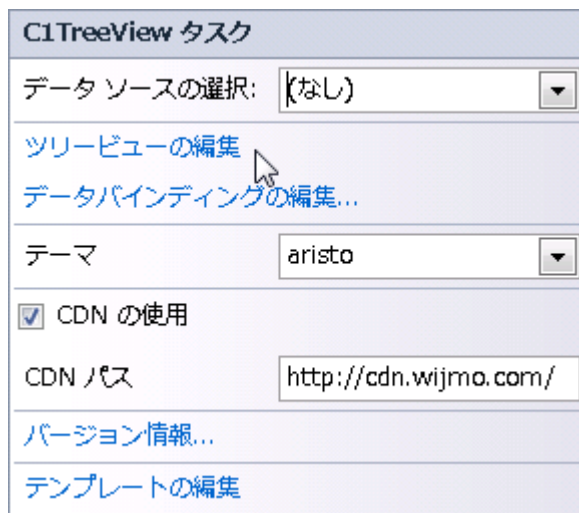 C1TreeView タスク
データ ソースの選択: (なし)
ツリービューの編集
データバインディングの編集...
テーマ aristo
CDN の使用
CDN パス http://cdn.wijmo.com/
バージョン情報...
テンプレートの編集